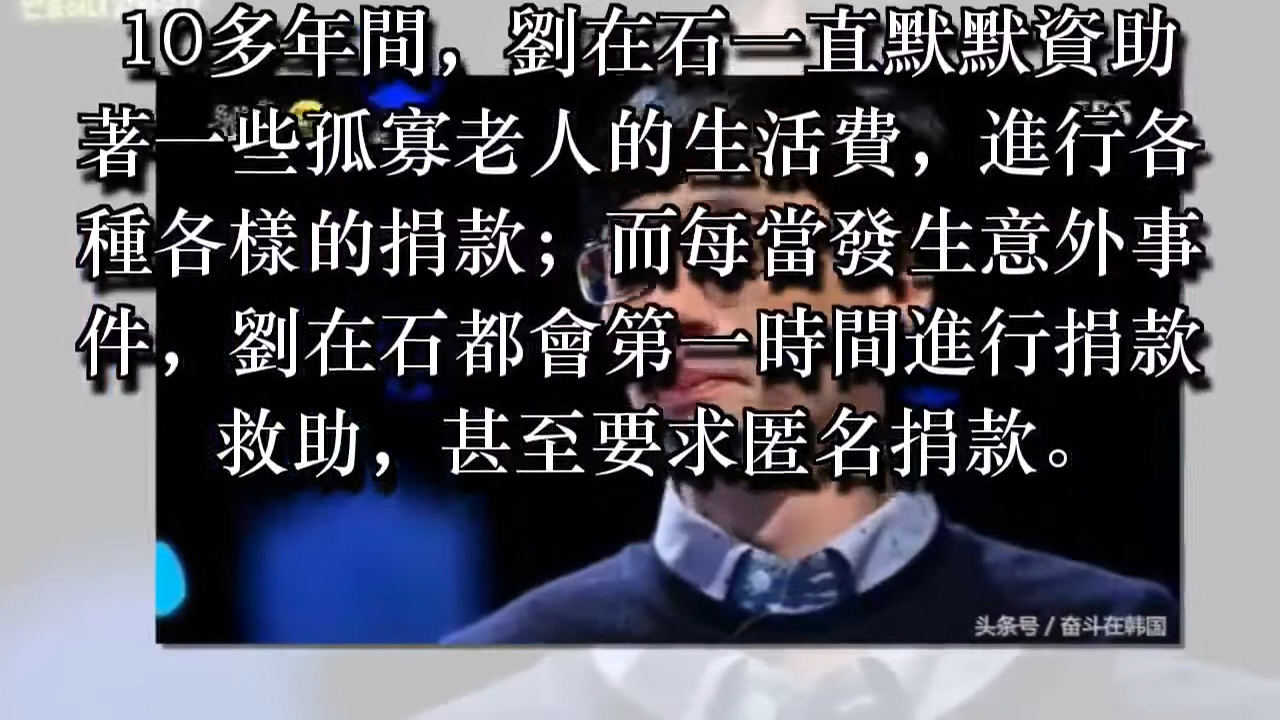 10多年間，劉在石一直默默資助
著一些孤寡老人的生活費，進行各
種各樣的捐款；而每當發生意外事
件，劉在石都會第一時間進行捐款
救助，甚至要求匿名捐款。
头条号 / 奋斗在韩国